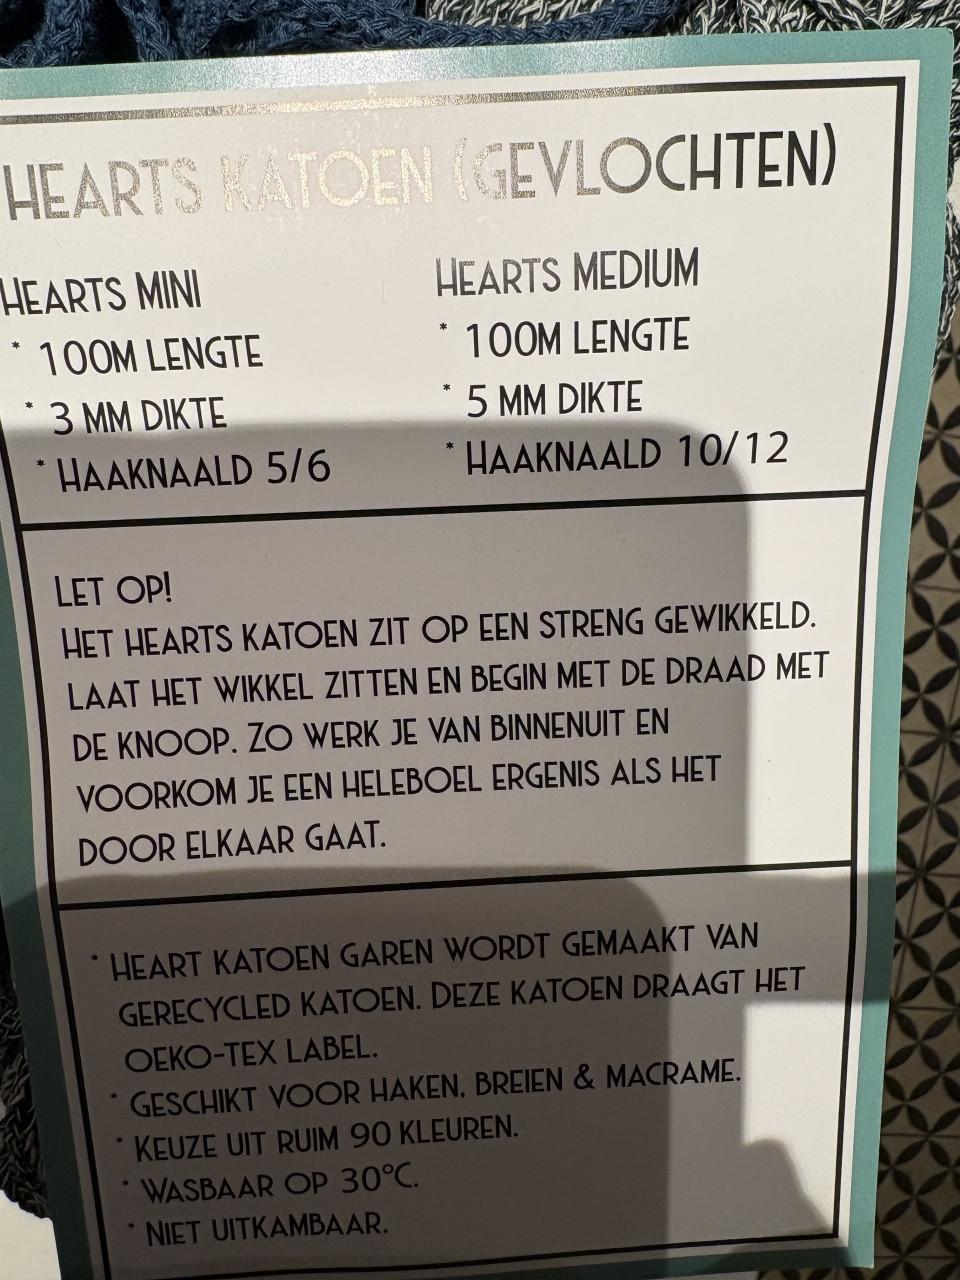 HEARTS KATOEN (GEVLOCHTEN)
HEARTS MINI
* 100M LENGTE
* 3 MM DIKTE
* HAAKNAALD 5/6
HEARTS MEDIUM
* 100M LENGTE
* 5 MM DIKTE
* HAAKNAALD 10/12
LET OP!
HET HEARTS KATOEN ZIT OP EEN STRENG GEWIKKELD.
LAAT HET WIKKEL ZITTEN EN BEGIN MET DE DRAAD MET
DE KNOOP. ZO WERK JE VAN BINNENUIT EN
VOORKOM JE EEN HELEBOEL ERGENIS ALS HET
DOOR ELKAAR GAAT.
* HEART KATOEN GAREN WORDT GEMAAKT VAN
GERECYCLED KATOEN. DEZE KATOEN DRAAGT HET
OEKO-TEX LABEL.
* GESCHIKT VOOR HAKEN, BREIEN & MACRAME.
* KEUZE UIT RUIM 90 KLEUREN.
* WASBAAR OP 30°C.
* NIET UITKAMBAAR.